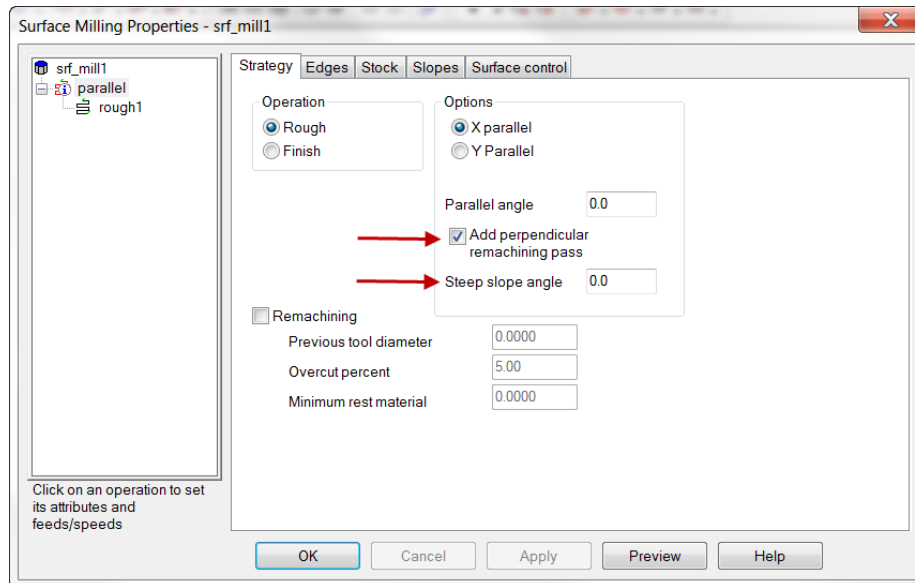 Surface Milling Properties - srf_mill1
srf_mill1
parallel
rough1
Click on an operation to set
its attributes and
feeds/speeds
Strategy
Edges
Stock
Slopes
Surface control
Operation
Rough
Finish
Options
X parallel
Y Parallel
Parallel angle 0.0
Add perpendicular
remachining pass
Steep slope angle 0.0
Remachining
Previous tool diameter 0.0000
Overcut percent 5.00
Minimum rest material 0.0000
OK
Cancel
Apply
Preview
Help